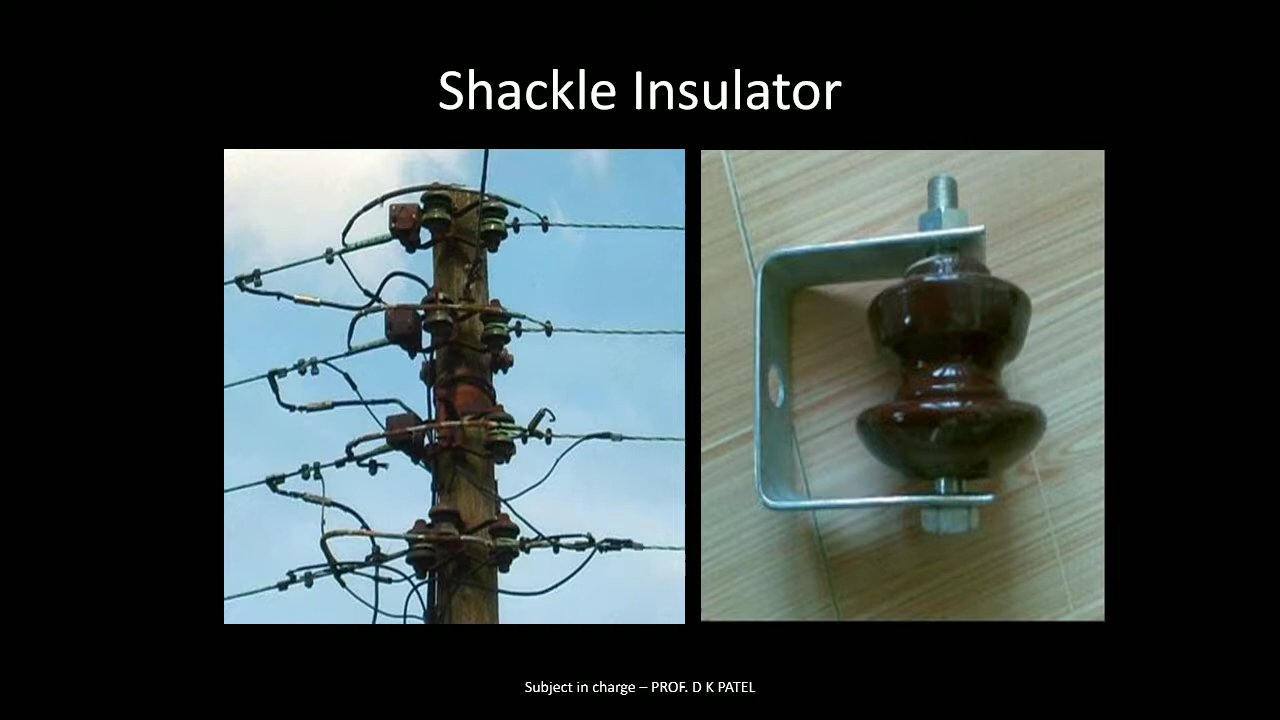 Shackle Insulator
Subject in charge – PROF. D K PATEL